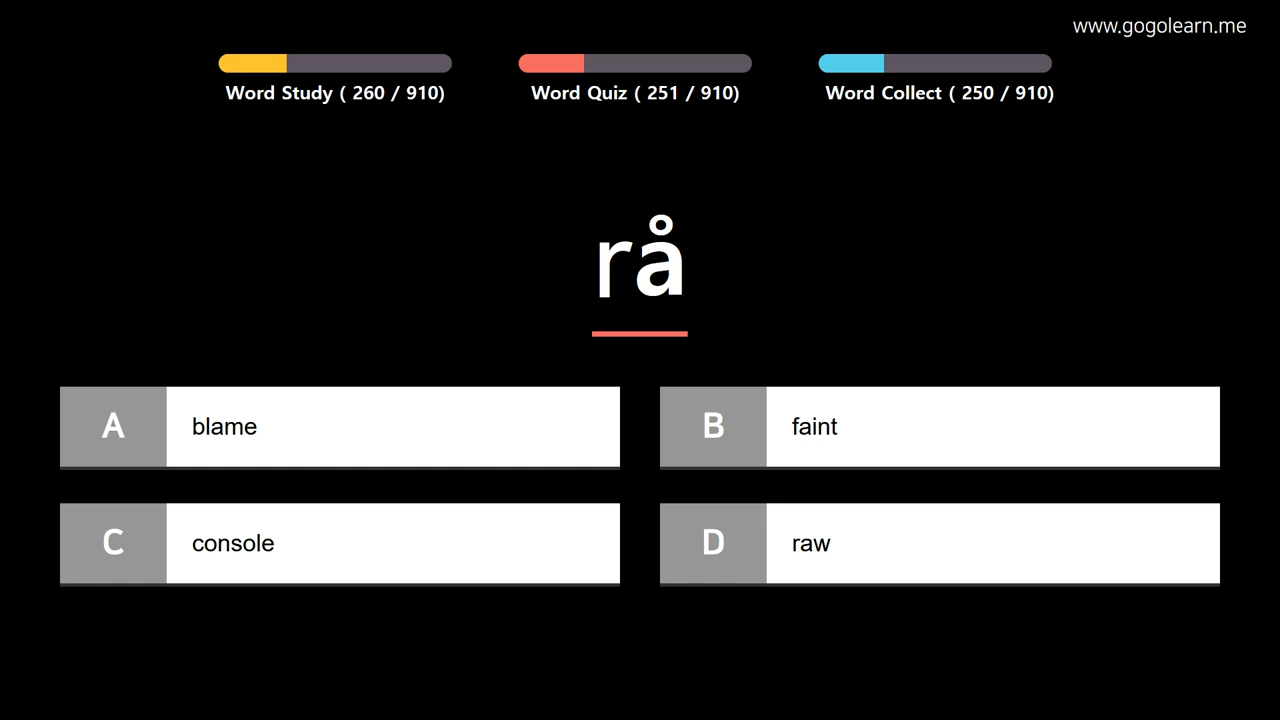 www.gogolearn.me
Word Study ( 260 / 910)
Word Quiz ( 251 / 910)
Word Collect ( 250 / 910)
rå
A blame
B faint
C console
D raw